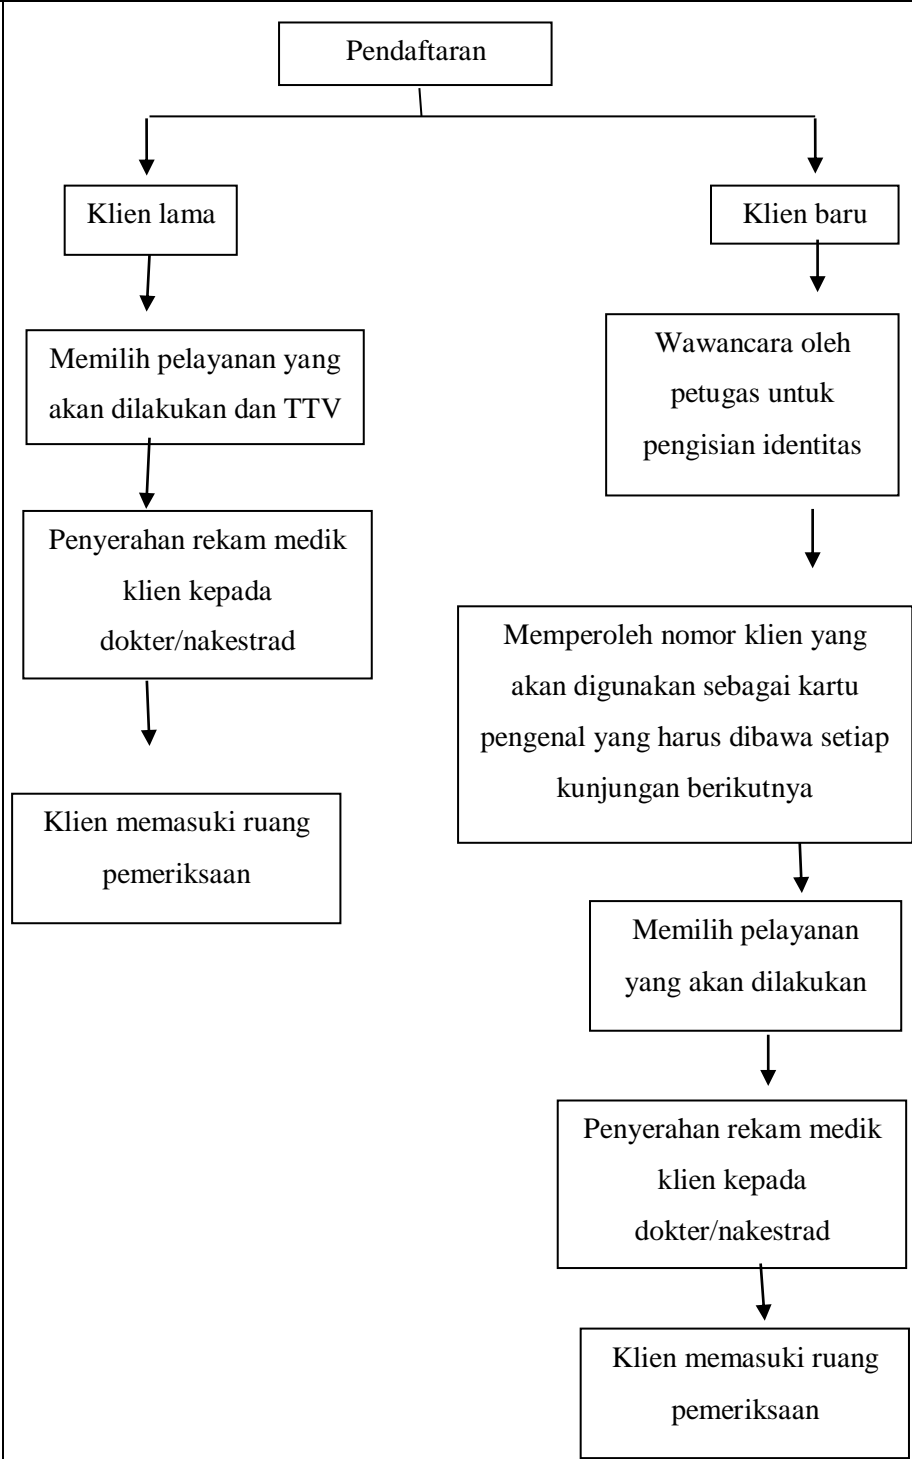 Pendaftaran
Klien lama
Memilih pelayanan yang
akan dilakukan dan TTV
Penyerahan rekam medik
klien kepada
dokter/nakestrad
Klien memasuki ruang
pemeriksaan
Klien baru
Wawancara oleh
petugas untuk
pengisian identitas
Memperoleh nomor klien yang
akan digunakan sebagai kartu
pengenal yang harus dibawa setiap
kunjungan berikutnya
Memilih pelayanan
yang akan dilakukan
Penyerahan rekam medik
klien kepada
dokter/nakestrad
Klien memasuki ruang
pemeriksaan